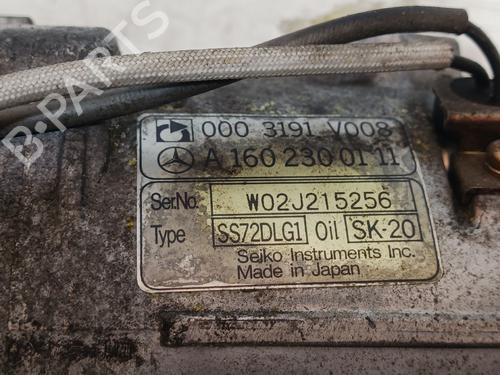 B-PARTS
000 3191 V008
A 160 230 01 11
Ser.No. W02J215256
Type SS72DLG1 Oil SK-20
Seiko Instruments Inc.
Made in Japan